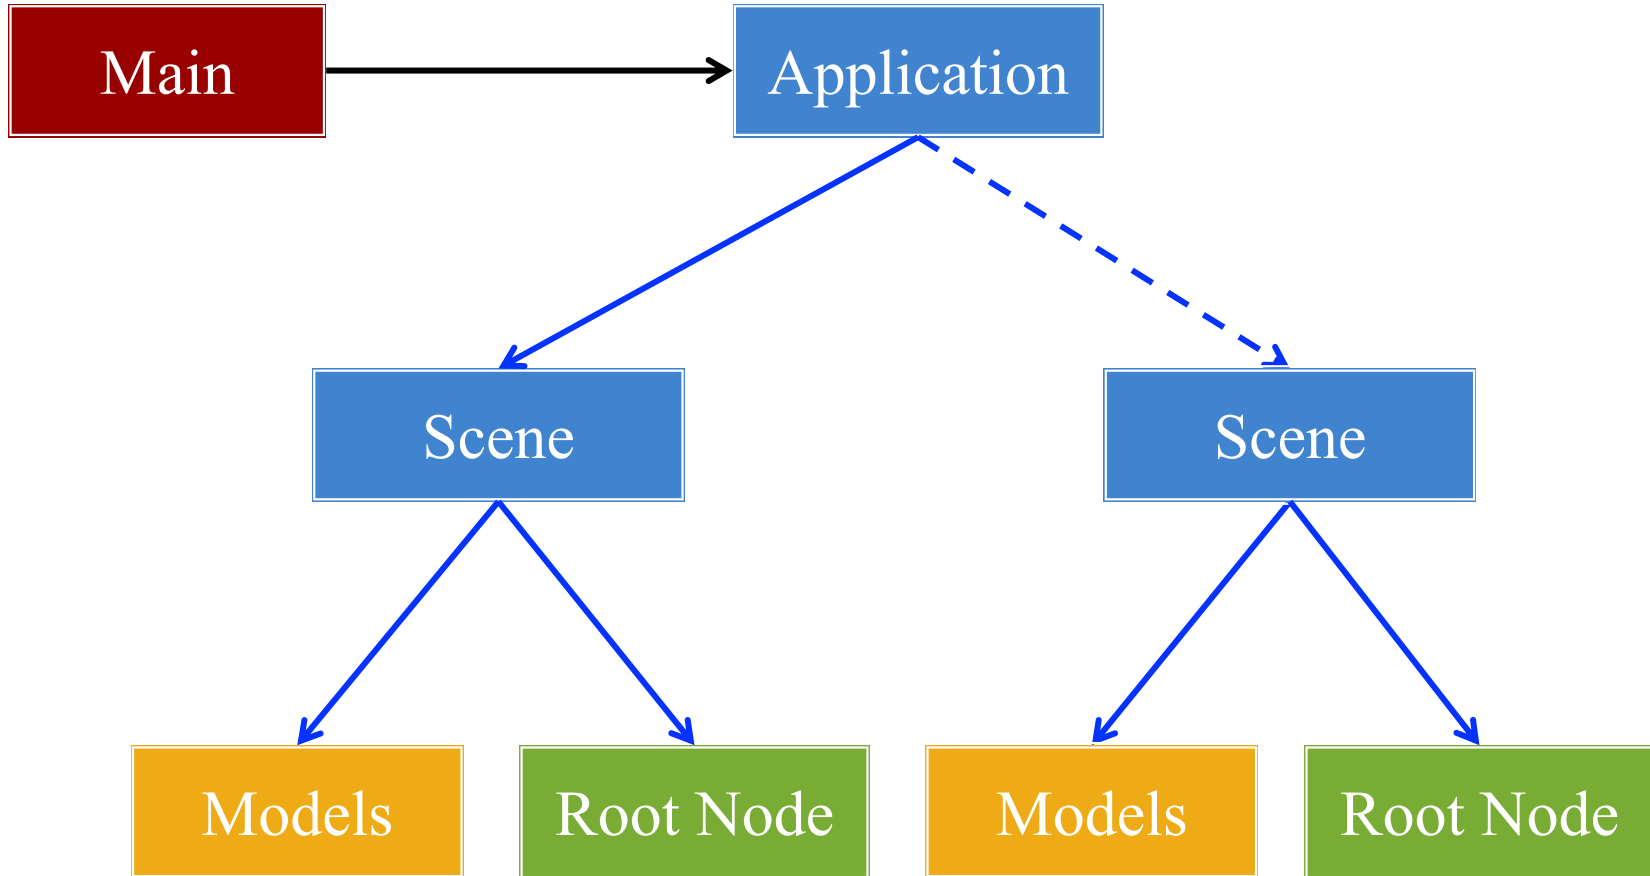 Main
Application
Scene
Scene
Models
Root Node
Models
Root Node